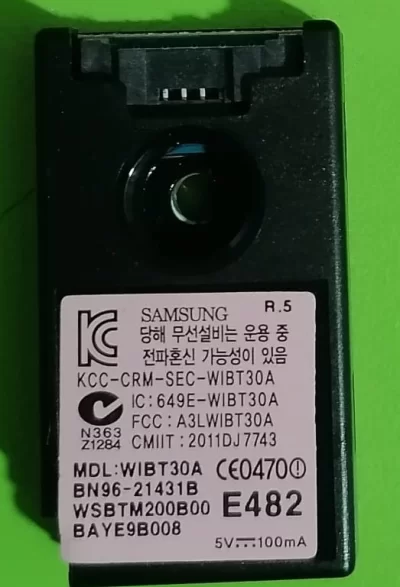 SAMSUNG R.5
당해 무선설비는 운용 중
전파혼신 가능성이 있음
KCC-CRM-SEC-WIBT30A
IC:649E-WIBT30A
FCC: A3LWIBT30A
N363
Z1284
CMIIT: 2011DJ7743
MDL:WIBT30A CE0470!
BN96-21431B
WSBTM200B00 E482
BAYE9B008
5V⎓100mA